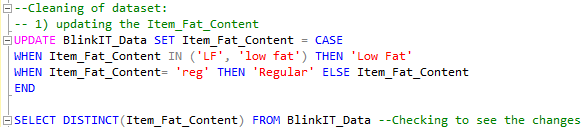 --Cleaning of dataset:
-- 1) updating the Item_Fat_Content
UPDATE BlinkIT_Data SET Item_Fat_Content = CASE
WHEN Item_Fat_Content IN ('LF', 'low fat') THEN 'Low Fat'
WHEN Item_Fat_Content= 'reg' THEN 'Regular' ELSE Item_Fat_Content
END
SELECT DISTINCT(Item_Fat_Content) FROM BlinkIT_Data --Checking to see the changes